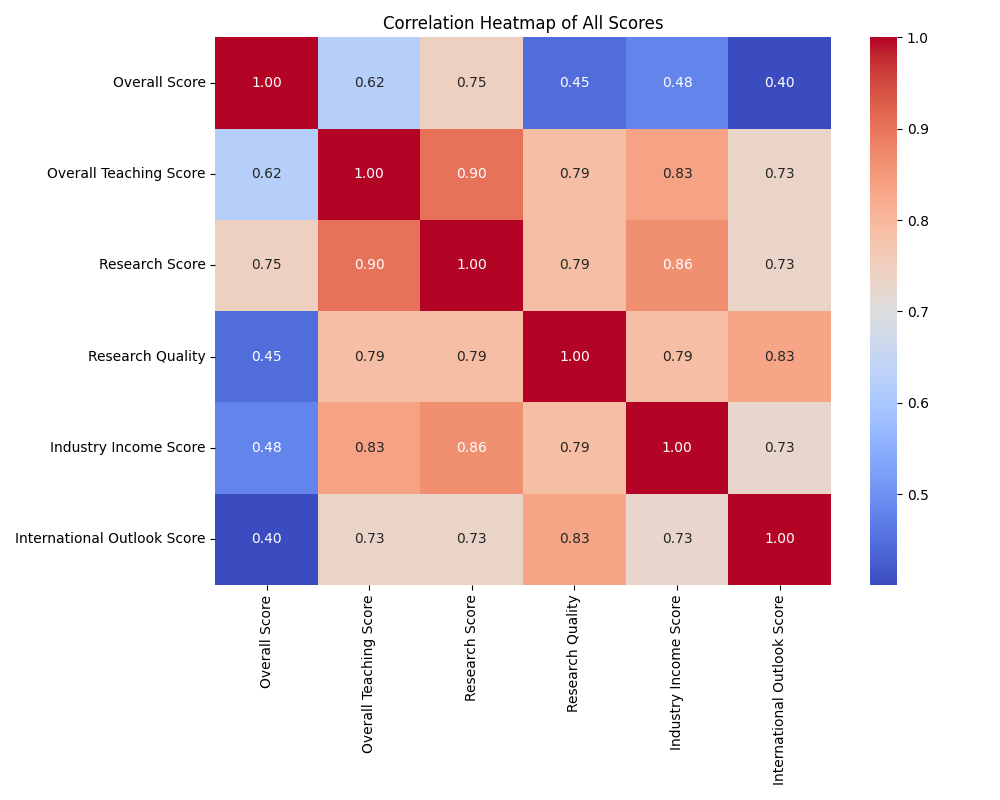 Correlation Heatmap of All Scores
Overall Score 1.00 0.62 0.75 0.45 0.48 0.40
Overall Teaching Score 0.62 1.00 0.90 0.79 0.83 0.73
Research Score 0.75 0.90 1.00 0.79 0.86 0.73
Research Quality 0.45 0.79 0.79 1.00 0.79 0.83
Industry Income Score 0.48 0.83 0.86 0.79 1.00 0.73
International Outlook Score 0.40 0.73 0.73 0.83 0.73 1.00
Overall Score
Overall Teaching Score
Research Score
Research Quality
Industry Income Score
International Outlook Score
1.0
0.9
0.8
0.7
0.6
0.5